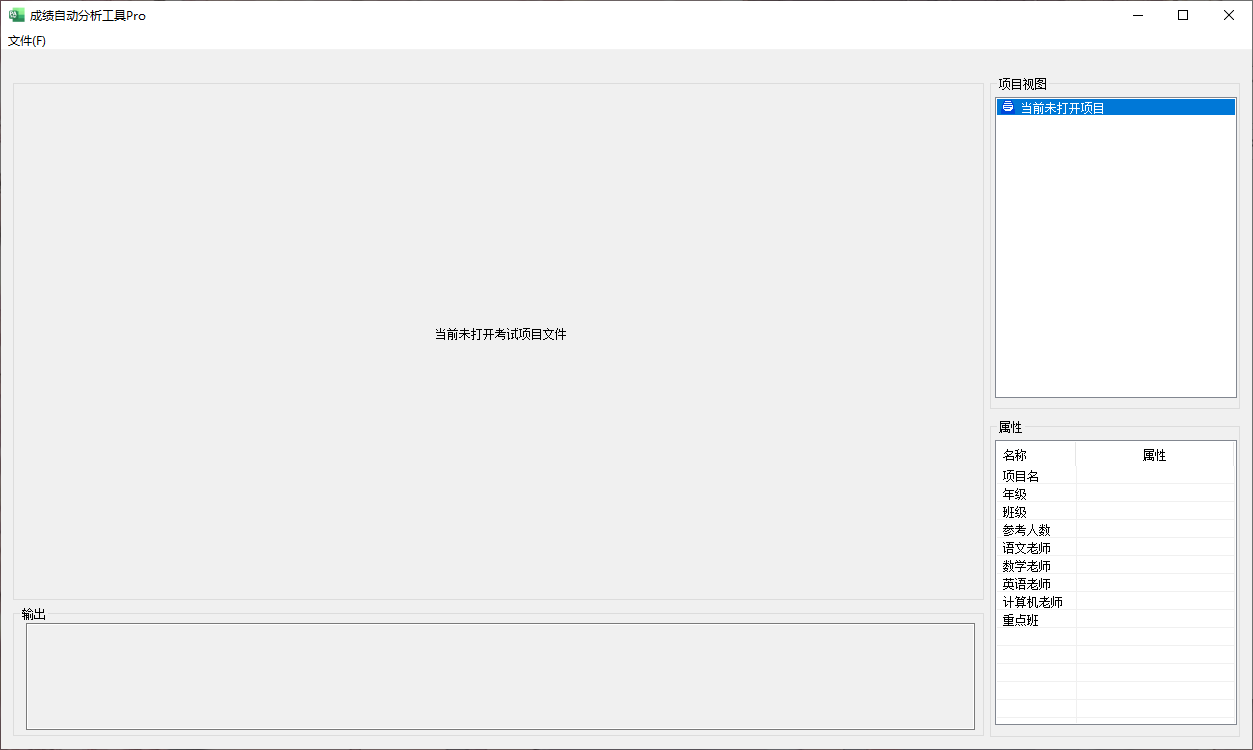 成绩自动分析工具Pro
文件(F)
当前未打开考试项目文件
输出
项目视图
当前未打开项目
属性
名称 属性
项目名
年级
班级
参考人数
语文老师
数学老师
英语老师
计算机老师
重点班